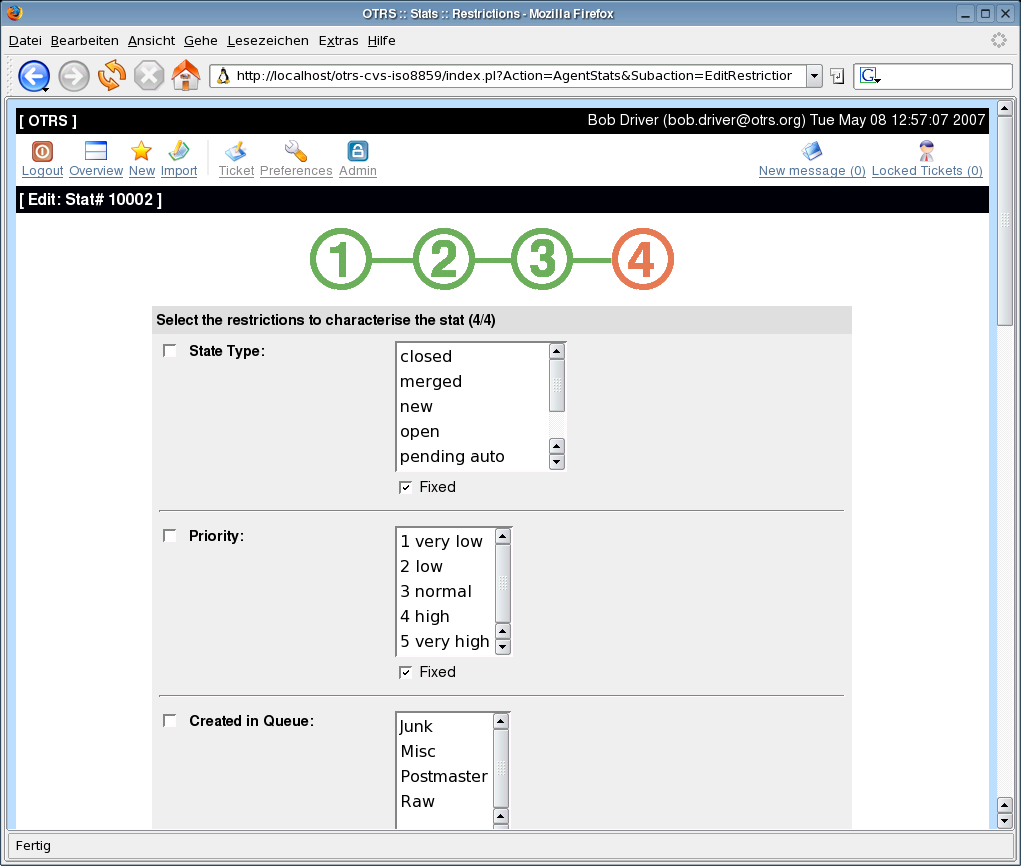 OTRS :: Stats :: Restrictions - Mozilla Firefox
Datei Bearbeiten Ansicht Gehe Lesezeichen Extras Hilfe
http://localhost/otrs-cvs-iso8859/index.pl?Action=AgentStats&Subaction=EditRestriction
G
[ OTRS ] Bob Driver (bob.driver@otrs.org) Tue May 08 12:57:07 2007
Logout Overview New Import Ticket Preferences Admin New message (0) Locked Tickets (0)
[ Edit: Stat# 10002 ]
1 2 3 4
Select the restrictions to characterise the stat (4/4)
State Type:
closed
merged
new
open
pending auto
Fixed
Priority:
1 very low
2 low
3 normal
4 high
5 very high
Fixed
Created in Queue:
Junk
Misc
Postmaster
Raw
Fertig